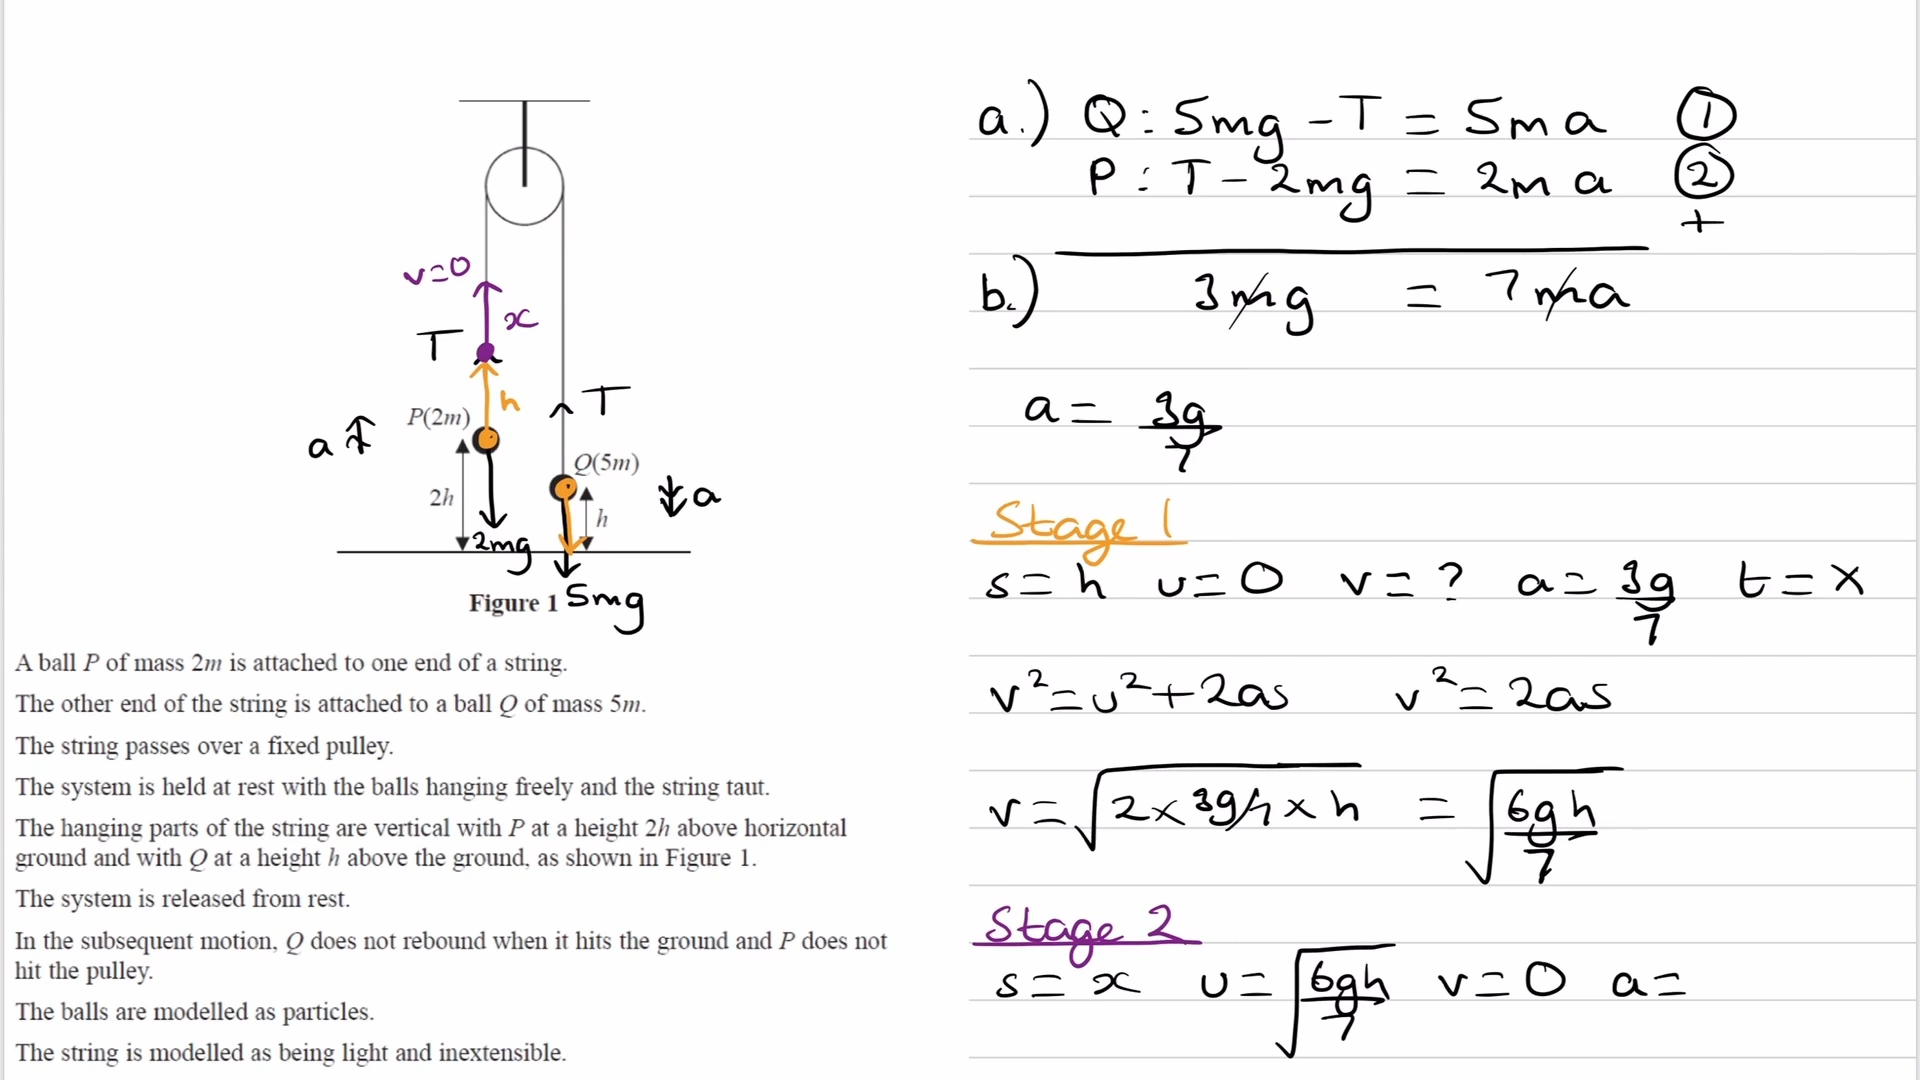 v=0
x
T
h
T
P(2m)
a
Q(5m)
a
2h
h
2mg
Figure 1
5mg
A ball P of mass 2m is attached to one end of a string.
The other end of the string is attached to a ball Q of mass 5m.
The string passes over a fixed pulley.
The system is held at rest with the balls hanging freely and the string taut.
The hanging parts of the string are vertical with P at a height 2h above horizontal
ground and with Q at a height h above the ground, as shown in Figure 1.
The system is released from rest.
In the subsequent motion, Q does not rebound when it hits the ground and P does not
hit the pulley.
The balls are modelled as particles.
The string is modelled as being light and inextensible.
a.) Q : 5mg - T = 5ma ①
P : T - 2mg = 2ma ②
+
b.) 3mg = 7ma
a = 3g/7
Stage 1
s = h u = 0 v = ? a = 3g/7 t = x
v² = u² + 2as v² = 2as
v = √(2 × 3g/7 × h) = √(6gh/7)
Stage 2
s = x u = √(6gh/7) v = 0 a =